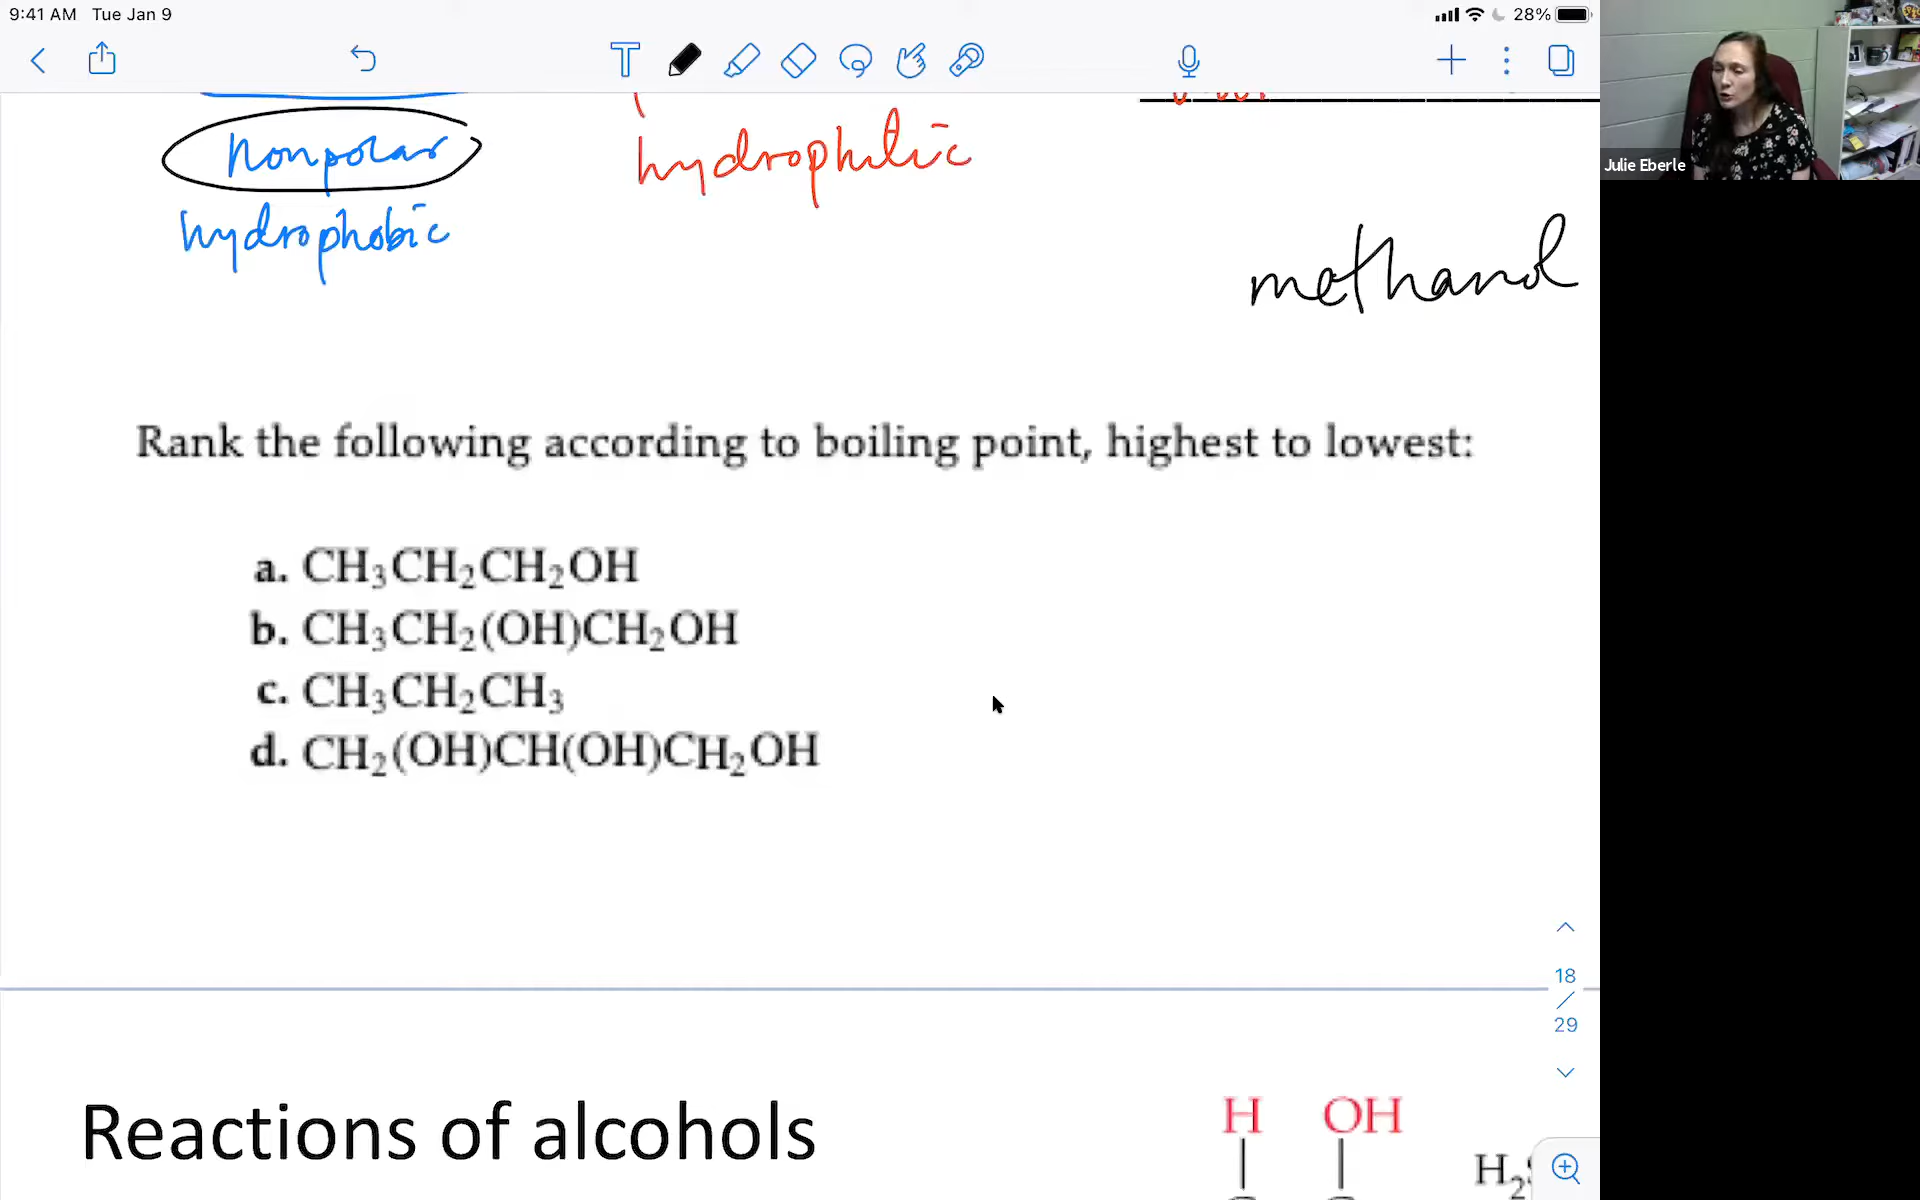 9:41 AM Tue Jan 9
28%
Julie Eberle
nonpolar
hydrophilic
hydrophobic
methanol
Rank the following according to boiling point, highest to lowest:
a. CH₃CH₂CH₂OH
b. CH₃CH₂(OH)CH₂OH
c. CH₃CH₂CH₃
d. CH₂(OH)CH(OH)CH₂OH
18
/
29
Reactions of alcohols
H OH
H₂